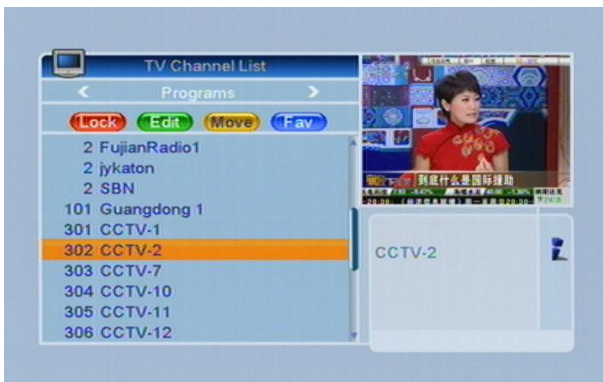 TV Channel List
< Programs >
Lock Edit Move Fav
2 FujianRadio1
2 jykaton
2 SBN
101 Guangdong 1
301 CCTV-1
302 CCTV-2
303 CCTV-7
304 CCTV-10
305 CCTV-11
306 CCTV-12
到底什么是国际援助
CCTV-2